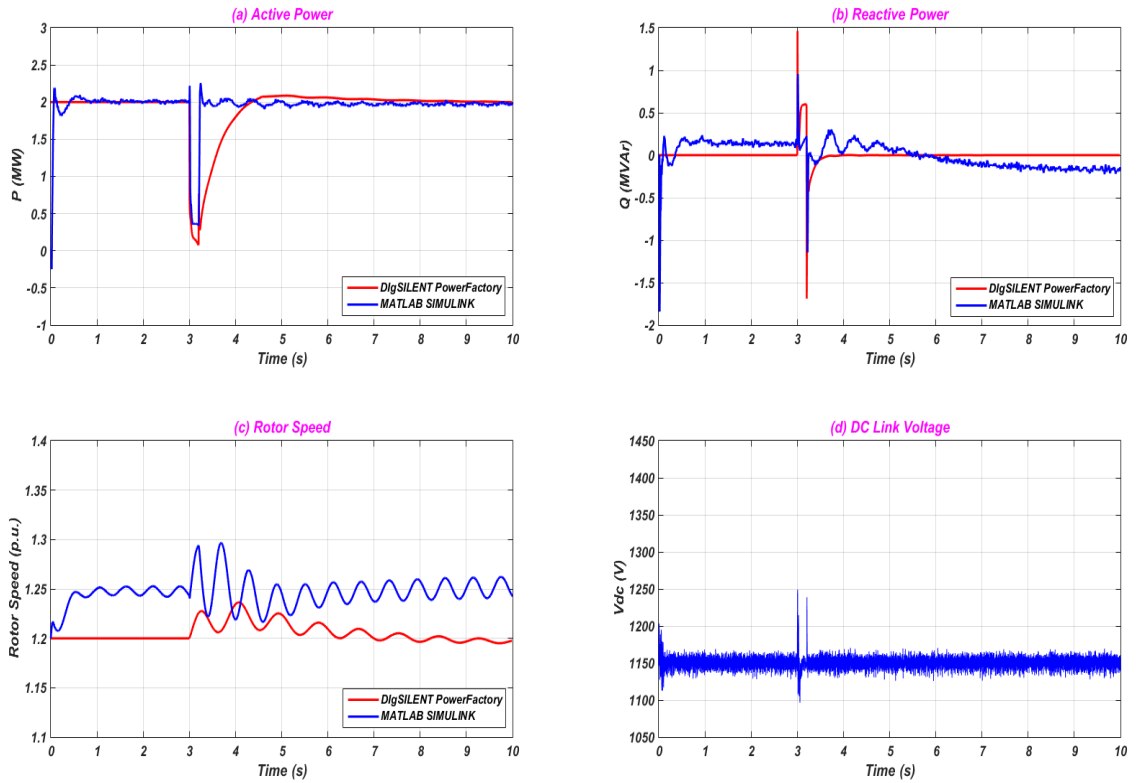 (a) Active Power
3
2.5
2
1.5
1
0.5
0
-0.5
-1
P (MW)
DIgSILENT PowerFactory
MATLAB SIMULINK
0 1 2 3 4 5 6 7 8 9 10
Time (s)
(b) Reactive Power
1.5
1
0.5
0
-0.5
-1
-1.5
-2
Q (MVAr)
DIgSILENT PowerFactory
MATLAB SIMULINK
0 1 2 3 4 5 6 7 8 9 10
Time (s)
(c) Rotor Speed
1.4
1.35
1.3
1.25
1.2
1.15
1.1
Rotor Speed (p.u.)
DIgSILENT PowerFactory
MATLAB SIMULINK
0 1 2 3 4 5 6 7 8 9 10
Time (s)
(d) DC Link Voltage
1450
1400
1350
1300
1250
1200
1150
1100
1050
Vdc (V)
0 1 2 3 4 5 6 7 8 9 10
Time (s)